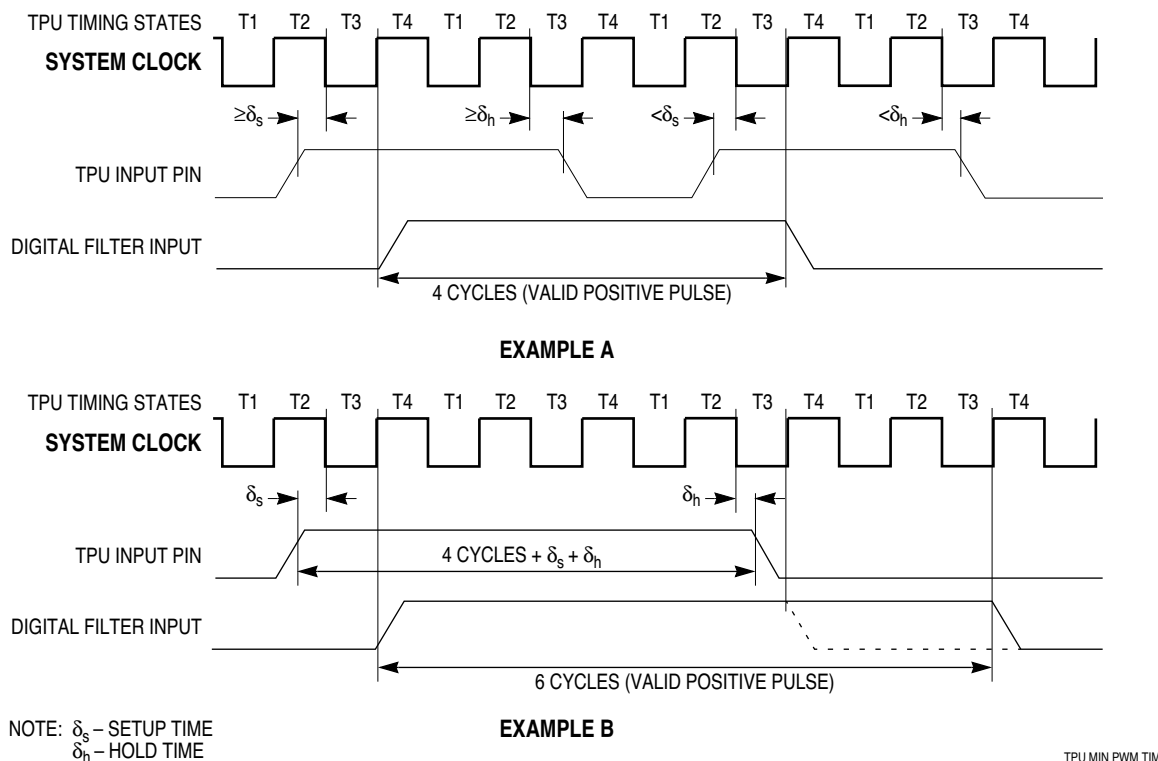 TPU TIMING STATES T1 T2 T3 T4 T1 T2 T3 T4 T1 T2 T3 T4 T1 T2 T3 T4
SYSTEM CLOCK
≥δs ≥δh <δs <δh
TPU INPUT PIN
DIGITAL FILTER INPUT
4 CYCLES (VALID POSITIVE PULSE)
EXAMPLE A
TPU TIMING STATES T1 T2 T3 T4 T1 T2 T3 T4 T1 T2 T3 T4 T1 T2 T3 T4
SYSTEM CLOCK
δs δh
TPU INPUT PIN
4 CYCLES + δs + δh
DIGITAL FILTER INPUT
6 CYCLES (VALID POSITIVE PULSE)
NOTE: δs – SETUP TIME
δh – HOLD TIME
EXAMPLE B
TPU MIN PWM TIM